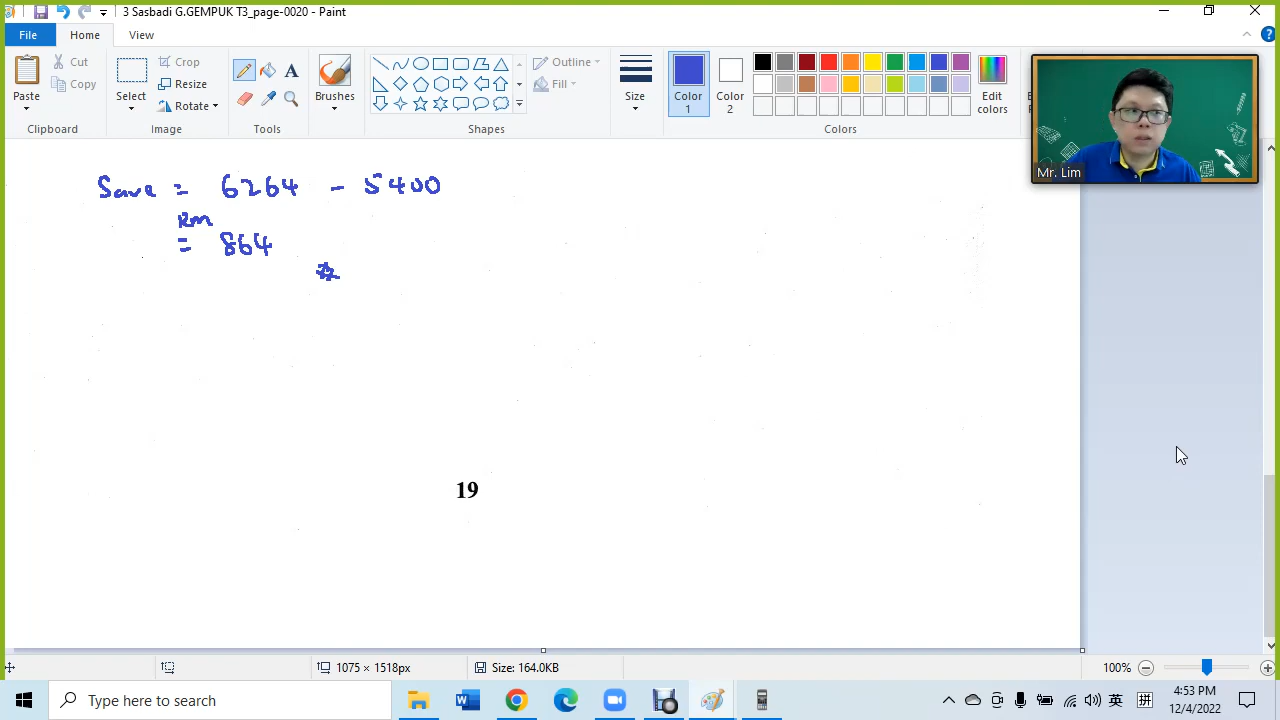 3 Sasbadi G.GEMPUK T3_page-0020 - Paint
File Home View
Paste
Cut
Copy
Clipboard
Select
Crop
Resize
Rotate
Image
Tools
Brushes
Shapes
Outline
Fill
Size
Color 1
Color 2
Edit colors
Colors
Mr. Lim
Save = 6264 - 5400
RM
= 864
19
1075 × 1518px
Size: 164.0KB
100%
Type here to search
英
拼
4:53 PM
12/4/2022